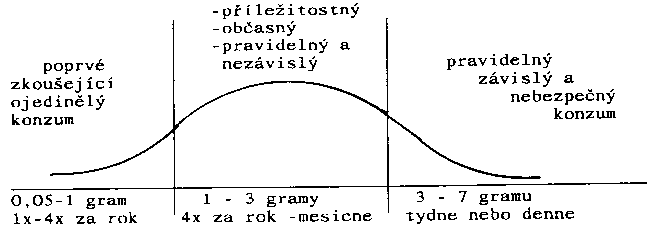 poprvé
zkoušející
ojedinělý
konzum
-příležitostný
-občasný
-pravidelný a
nezávislý
pravidelný
závislý a
nebezpečný
konzum
0,05-1 gram
1x-4x za rok
1 - 3 gramy
4x za rok -mesicne
3 - 7 gramu
tydne nebo denne